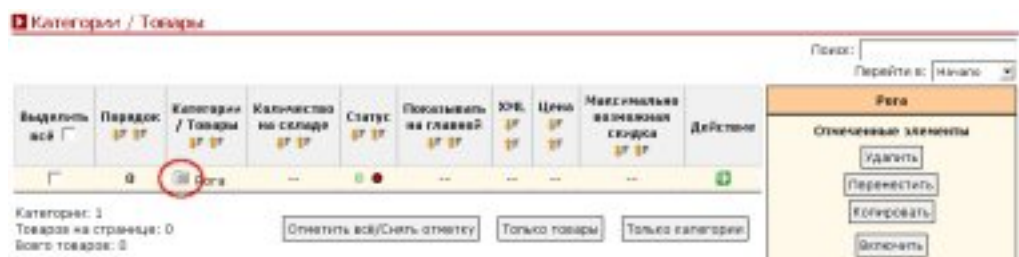 Категории / Товары
Поиск:
Перейти в: Начало
Выделить всё
Порядок
Категории / Товары
Количество на складе
Статус
Показывать на главной
XML
Цена
Максимально возможная скидка
Действие
0 Рога -- 0 -- -- -- --
Категории: 1
Товаров на странице: 0
Всего товаров: 0
Отметить всё/Снять отметку
Только товары
Только категории
Рога
Отмеченные элементы
Удалить
Переместить
Копировать
Включить